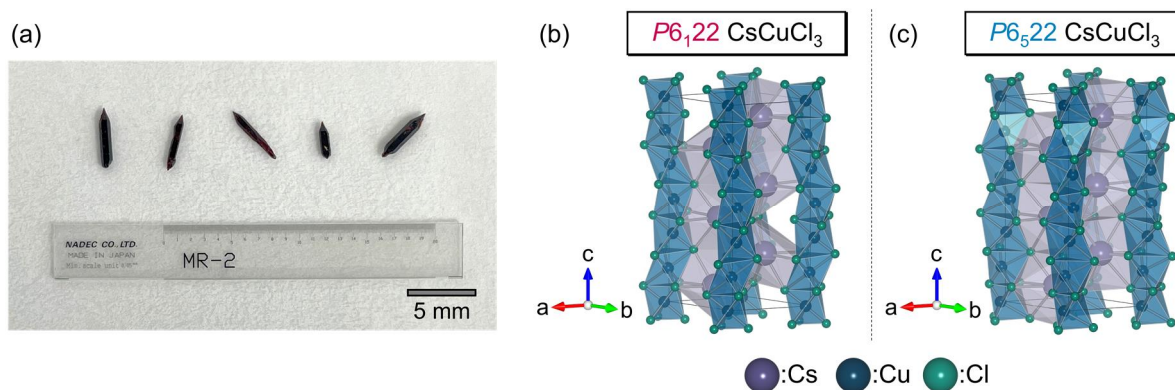 (a)
NADEC CO., LTD.
MADE IN JAPAN
MR-2
5 mm
(b)
P6₁22 CsCuCl₃
c
a
b
(c)
P6₅22 CsCuCl₃
c
a
b
:Cs :Cu :Cl